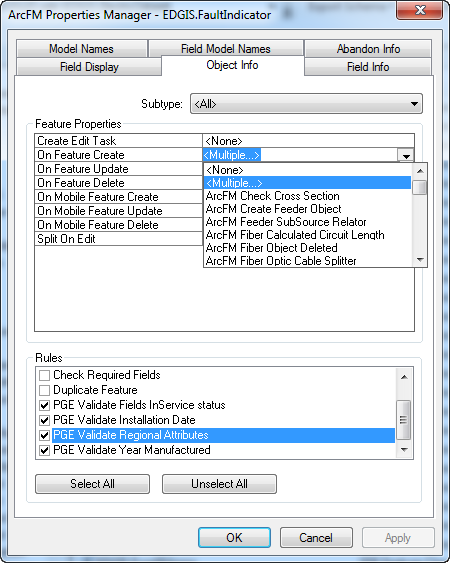 ArcFM Properties Manager - EDGIS.FaultIndicator
Model Names Field Model Names Abandon Info
Field Display Object Info Field Info
Subtype: <All>
Feature Properties
Create Edit Task <None>
On Feature Create <Multiple...>
On Feature Update <None>
On Feature Delete <Multiple...>
On Mobile Feature Create ArcFM Check Cross Section
On Mobile Feature Update ArcFM Create Feeder Object
On Mobile Feature Delete ArcFM Feeder SubSource Relator
Split On Edit ArcFM Fiber Calculated Circuit Length
ArcFM Fiber Object Deleted
ArcFM Fiber Optic Cable Splitter
Rules
Check Required Fields
Duplicate Feature
PGE Validate Fields InService status
PGE Validate Installation Date
PGE Validate Regional Attributes
PGE Validate Year Manufactured
Select All Unselect All
OK Cancel Apply